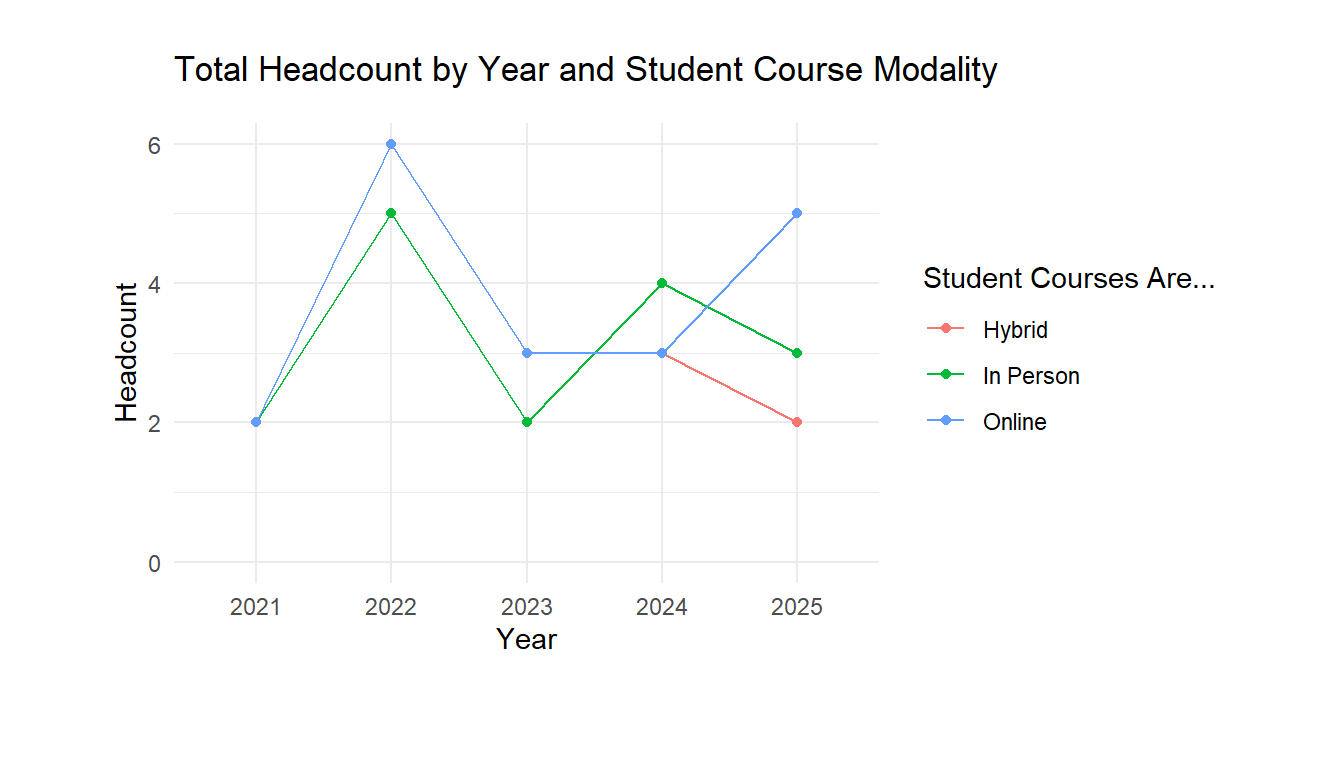 Total Headcount by Year and Student Course Modality
6
4
2
0
Headcount
2021 2022 2023 2024 2025
Year
Student Courses Are...
Hybrid
In Person
Online